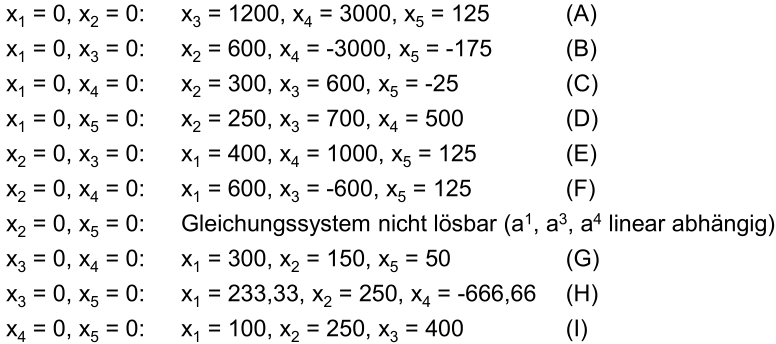 x₁ = 0, x₂ = 0: x₃ = 1200, x₄ = 3000, x₅ = 125 (A)
x₁ = 0, x₃ = 0: x₂ = 600, x₄ = -3000, x₅ = -175 (B)
x₁ = 0, x₄ = 0: x₂ = 300, x₃ = 600, x₅ = -25 (C)
x₁ = 0, x₅ = 0: x₂ = 250, x₃ = 700, x₄ = 500 (D)
x₂ = 0, x₃ = 0: x₁ = 400, x₄ = 1000, x₅ = 125 (E)
x₂ = 0, x₄ = 0: x₁ = 600, x₃ = -600, x₅ = 125 (F)
x₂ = 0, x₅ = 0: Gleichungssystem nicht lösbar (a¹, a³, a⁴ linear abhängig)
x₃ = 0, x₄ = 0: x₁ = 300, x₂ = 150, x₅ = 50 (G)
x₃ = 0, x₅ = 0: x₁ = 233,33, x₂ = 250, x₄ = -666,66 (H)
x₄ = 0, x₅ = 0: x₁ = 100, x₂ = 250, x₃ = 400 (I)